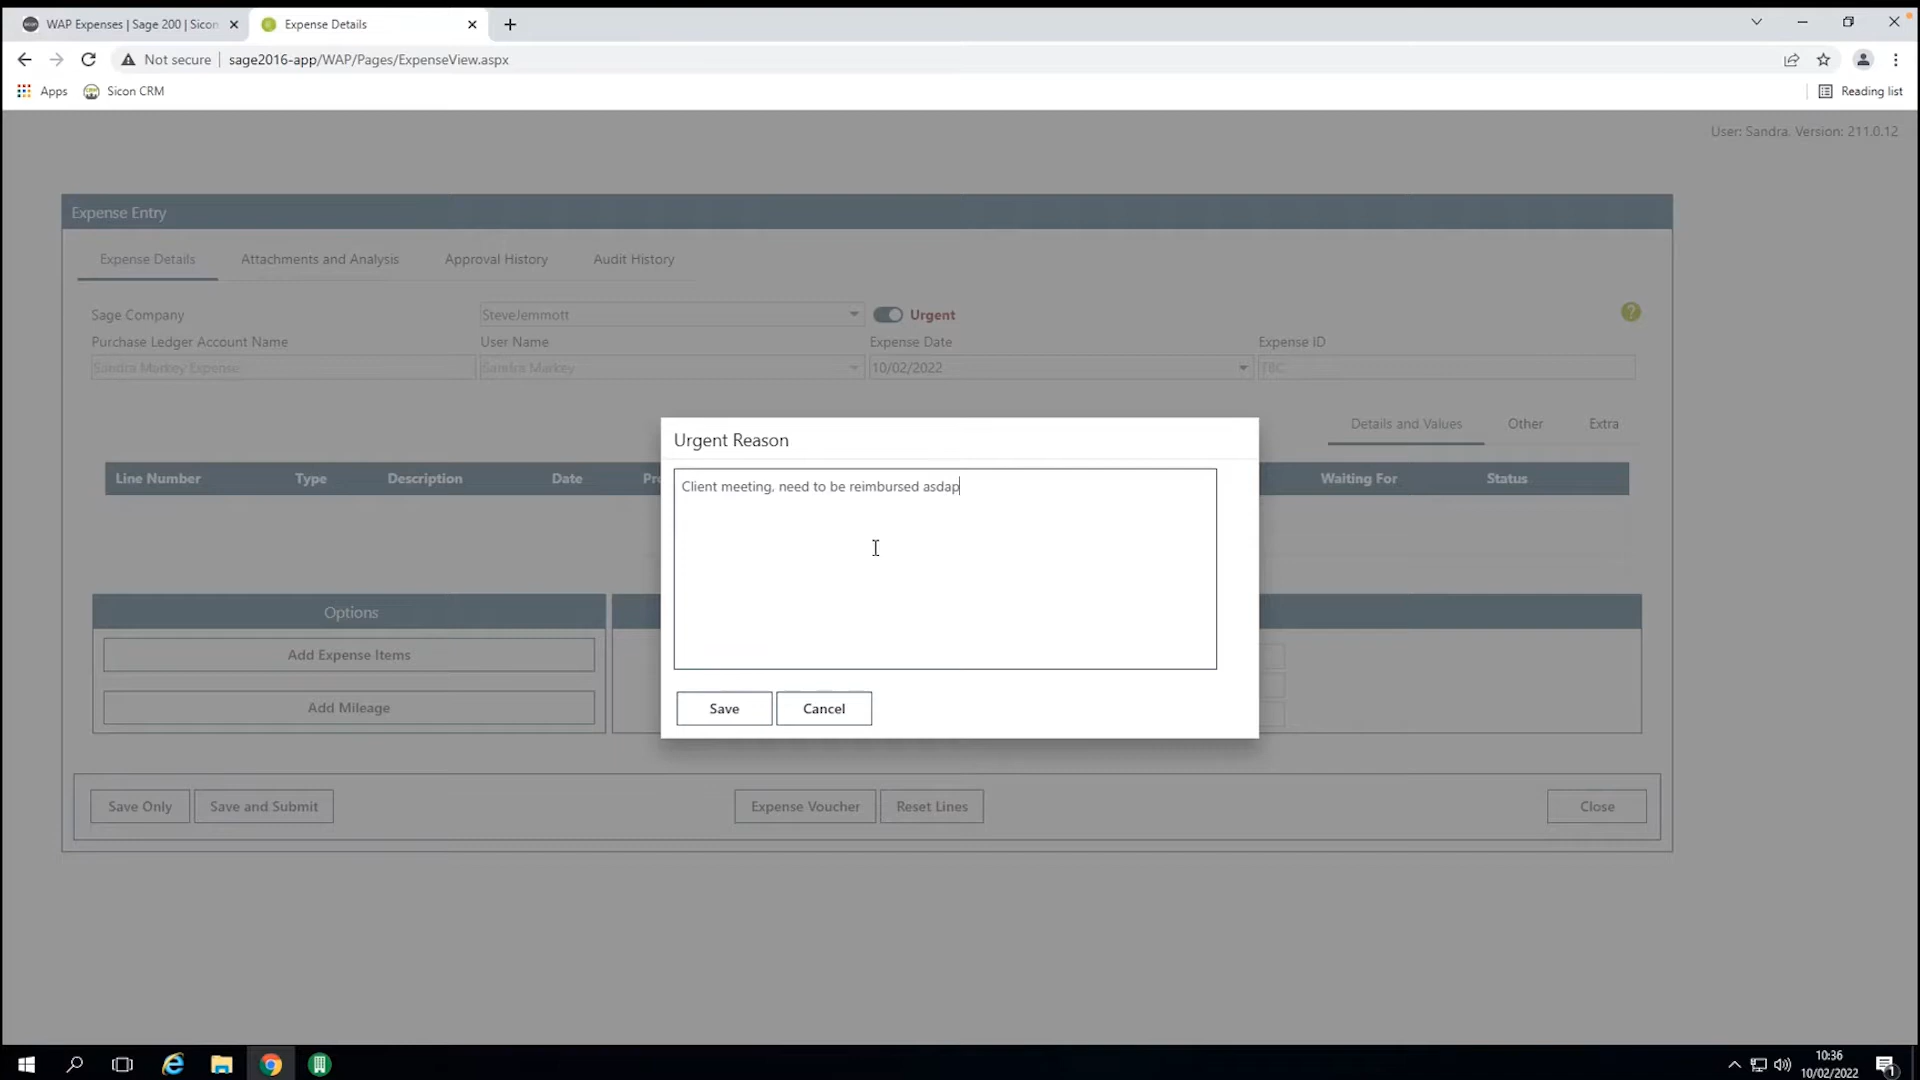 WAP Expenses | Sage 200 | Sicon
Expense Details
Not secure
sage2016-app/WAP/Pages/ExpenseView.aspx
Apps
Sicon CRM
Reading list
User: Sandra. Version: 211.0.12
Expense Entry
Expense Details
Attachments and Analysis
Approval History
Audit History
Sage Company
SteveJemmott
Urgent
?
Purchase Ledger Account Name
User Name
Expense Date
Expense ID
Sandra Markey Expense
Sandra Markey
10/02/2022
TBC
Details and Values
Other
Extra
Line Number
Type
Description
Date
Pro
Waiting For
Status
Urgent Reason
Client meeting, need to be reimbursed asdap
Save
Cancel
Options
Add Expense Items
Add Mileage
Save Only
Save and Submit
Expense Voucher
Reset Lines
Close
10:36
10/02/2022
1